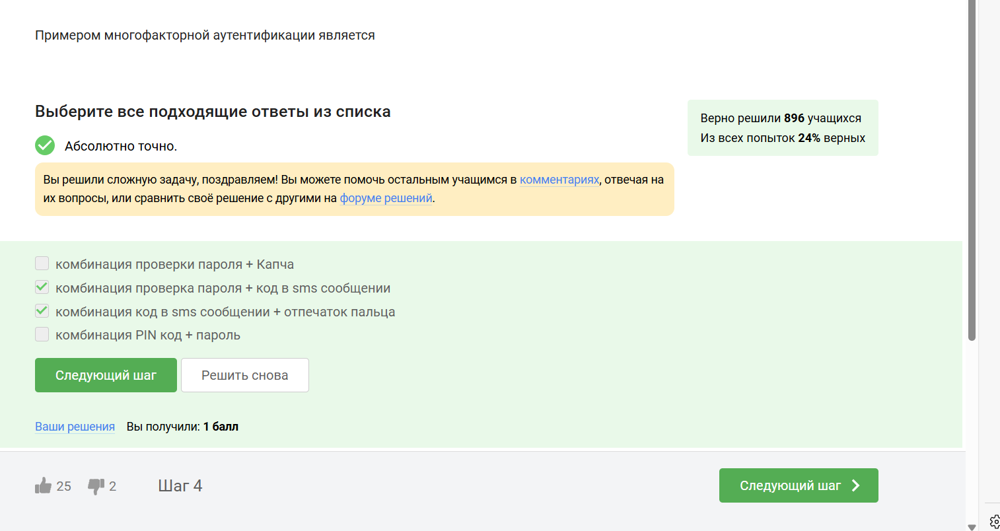 Примером многофакторной аутентификации является
Выберите все подходящие ответы из списка
Верно решили 896 учащихся
Из всех попыток 24% верных
Абсолютно точно.
Вы решили сложную задачу, поздравляем! Вы можете помочь остальным учащимся в комментариях, отвечая на
их вопросы, или сравнить своё решение с другими на форуме решений.
комбинация проверки пароля + Капча
комбинация проверка пароля + код в sms сообщении
комбинация код в sms сообщении + отпечаток пальца
комбинация PIN код + пароль
Следующий шаг
Решить снова
Ваши решения Вы получили: 1 балл
25 2 Шаг 4
Следующий шаг